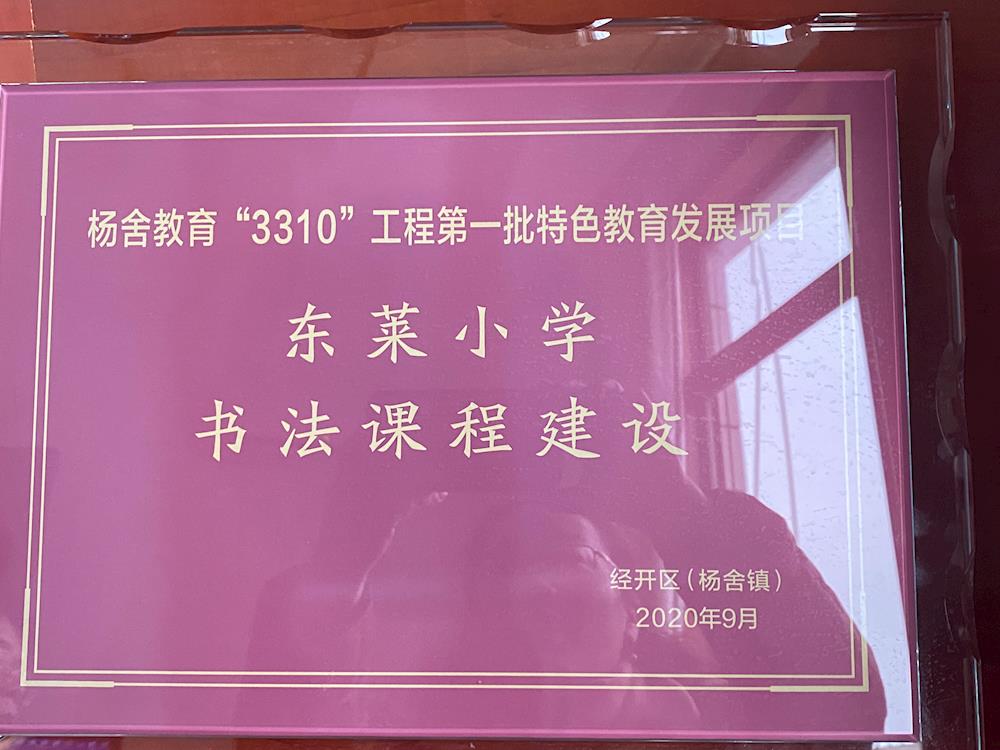 杨舍教育“3310”工程第一批特色教育发展项目
东莱小学
书法课程建设
经开区（杨舍镇）
2020年9月